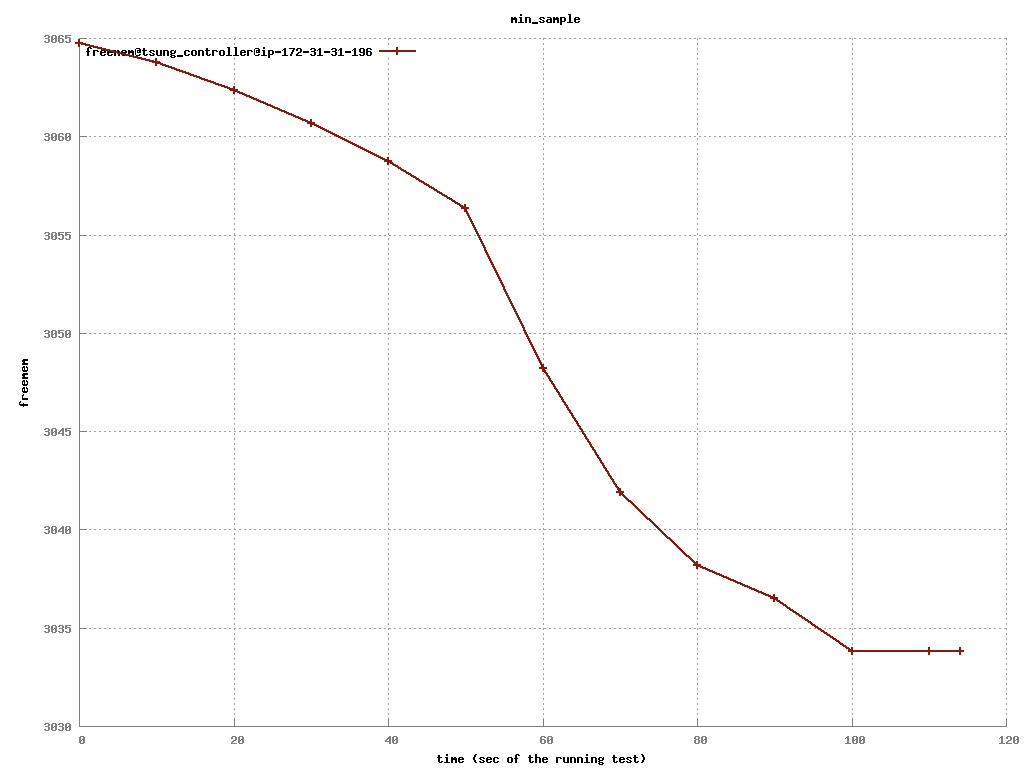 min_sample
3065
freemem@tsung_controller@ip-172-31-31-196
3060
3055
3050
freemem
3045
3040
3035
3030
0 20 40 60 80 100 120
time (sec of the running test)